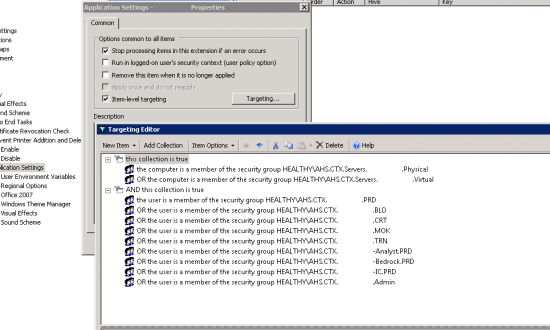 rder Action Hive Key
Application Settings - Properties
Common
Options common to all items
Stop processing items in this extension if an error occurs
Run in logged-on user's security context (user policy option)
Remove this item when it is no longer applied
Apply once and do not reapply
Item-level targeting Targeting...
Description
ttings
tions
aps
ment
y
al Effects
d Scheme
o End Tasks
tificate Revocation Check
vent Printer Addition and Dele
Enable
Disable
plication Settings
User Environment Variables
Regional Options
Office 2007
Windows Theme Manager
Visual Effects
Sound Scheme
Targeting Editor
New Item Add Collection Item Options Delete Help
this collection is true
the computer is a member of the security group HEALTHY\AHS.CTX.Servers. .Physical
OR the computer is a member of the security group HEALTHY\AHS.CTX.Servers. .Virtual
AND this collection is true
the user is a member of the security group HEALTHY\AHS.CTX. .PRD
OR the user is a member of the security group HEALTHY\AHS.CTX. .BLD
OR the user is a member of the security group HEALTHY\AHS.CTX. .CRT
OR the user is a member of the security group HEALTHY\AHS.CTX. .MOK
OR the user is a member of the security group HEALTHY\AHS.CTX. .TRN
OR the user is a member of the security group HEALTHY\AHS.CTX. -Analyst.PRD
OR the user is a member of the security group HEALTHY\AHS.CTX. -Bedrock.PRD
OR the user is a member of the security group HEALTHY\AHS.CTX. -IC.PRD
OR the user is a member of the security group HEALTHY\AHS.CTX. .Admin